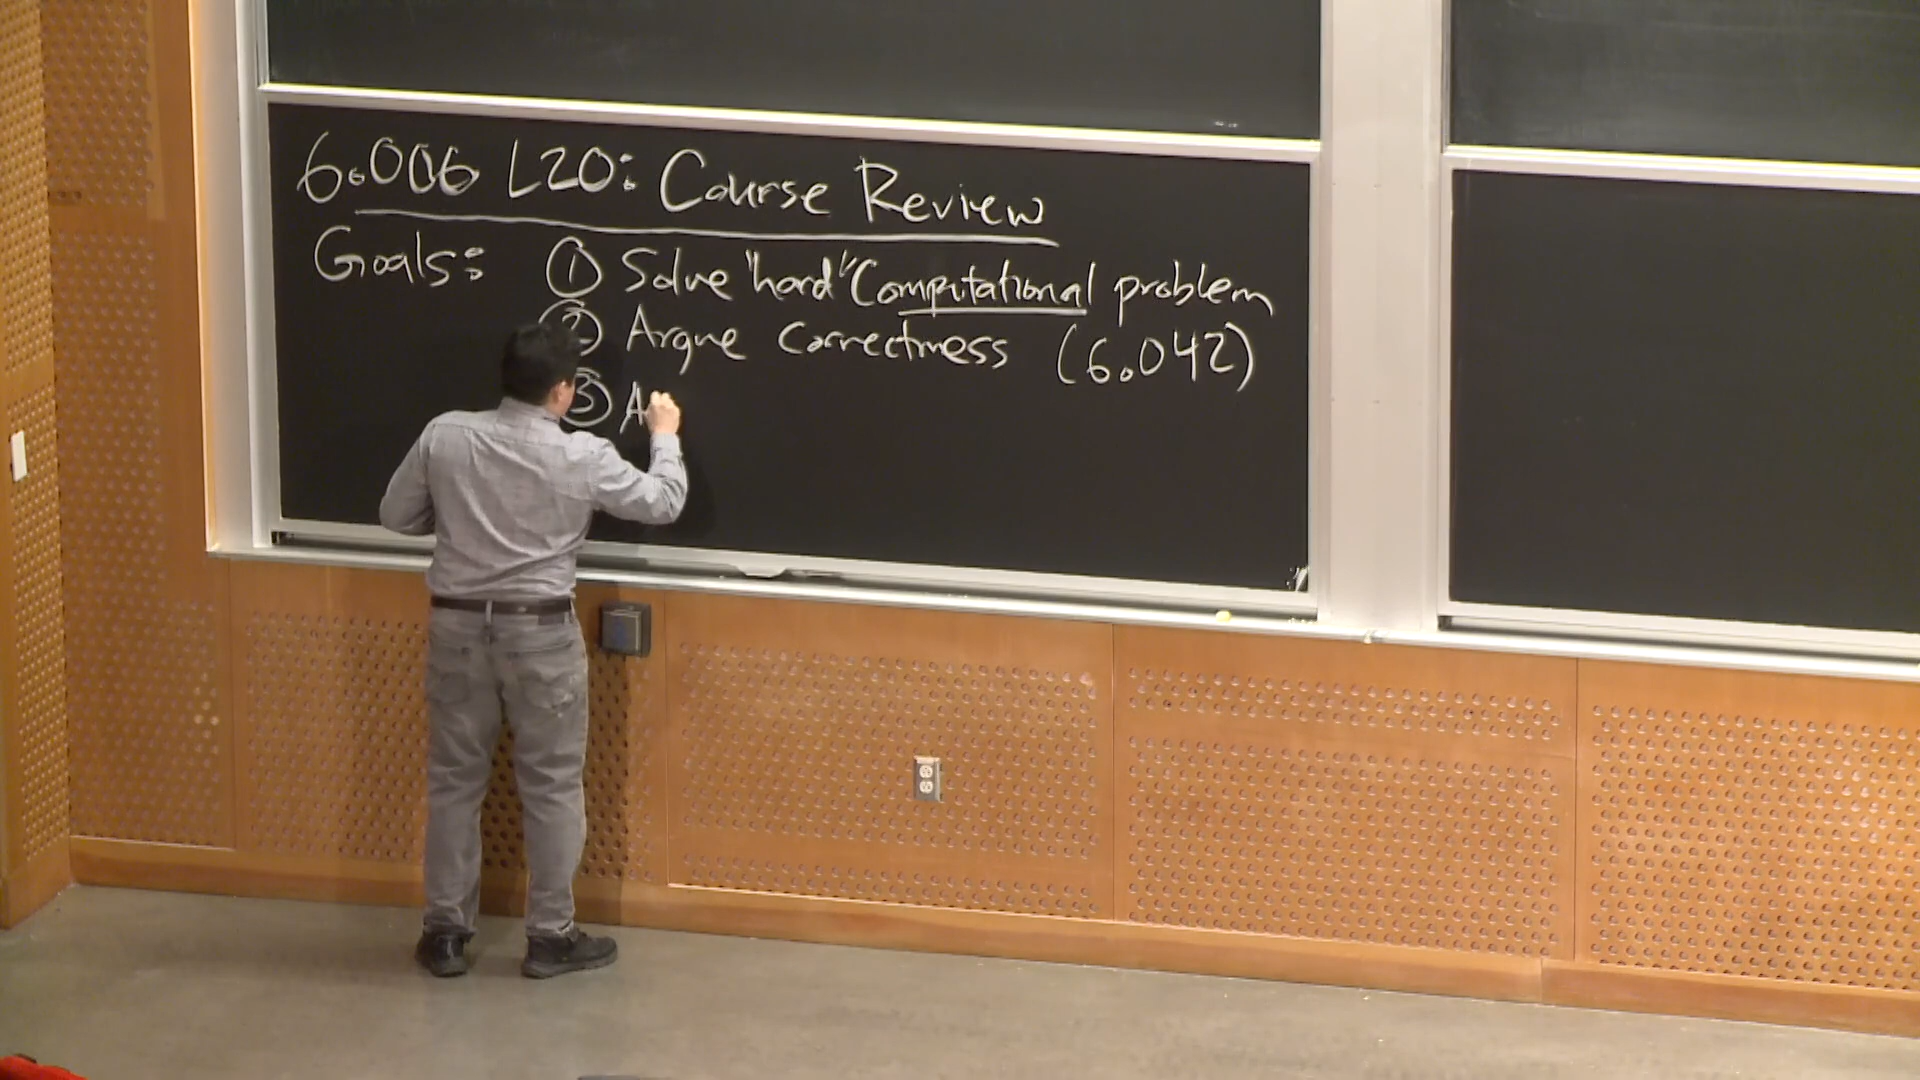 6.006 L20: Course Review
Goals: ① Solve "hard" Computational problem
② Argue correctness (6.042)
③ A